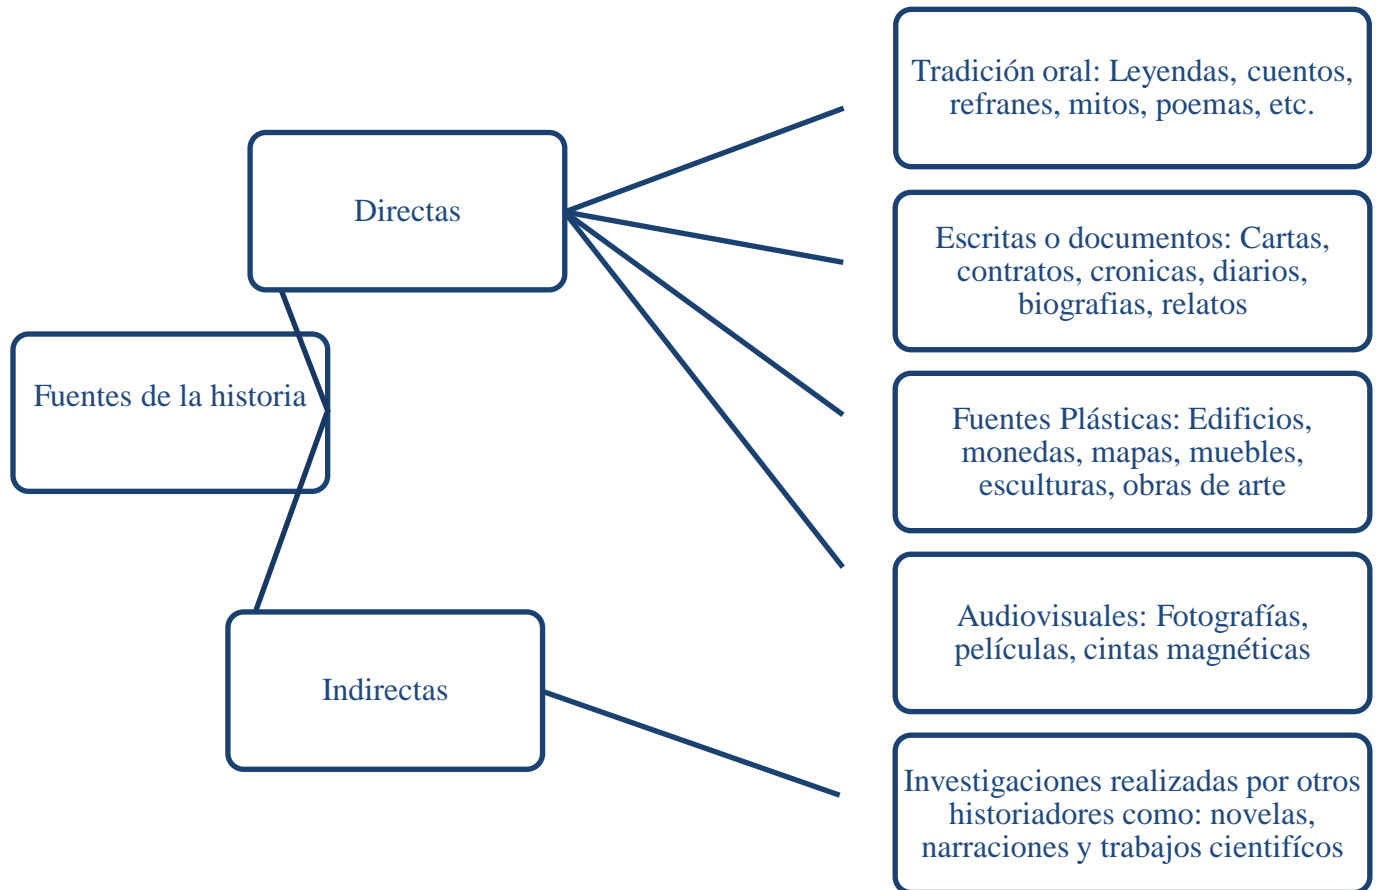 Fuentes de la historia
Directas
Indirectas
Tradición oral: Leyendas, cuentos,
refranes, mitos, poemas, etc.
Escritas o documentos: Cartas,
contratos, cronicas, diarios,
biografias, relatos
Fuentes Plásticas: Edificios,
monedas, mapas, muebles,
esculturas, obras de arte
Audiovisuales: Fotografías,
películas, cintas magnéticas
Investigaciones realizadas por otros
historiadores como: novelas,
narraciones y trabajos cientifícos